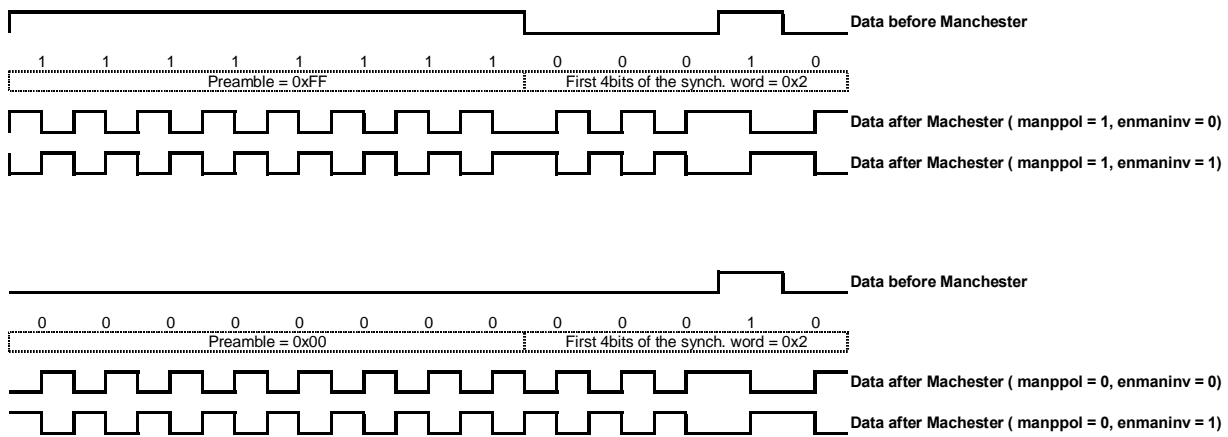 Data before Manchester
1 1 1 1 1 1 1 1 0 0 0 1 0
Preamble = 0xFF First 4bits of the synch. word = 0x2
Data after Machester ( manppol = 1, enmaninv = 0)
Data after Machester ( manppol = 1, enmaninv = 1)
Data before Manchester
0 0 0 0 0 0 0 0 0 0 0 1 0
Preamble = 0x00 First 4bits of the synch. word = 0x2
Data after Machester ( manppol = 0, enmaninv = 0)
Data after Machester ( manppol = 0, enmaninv = 1)